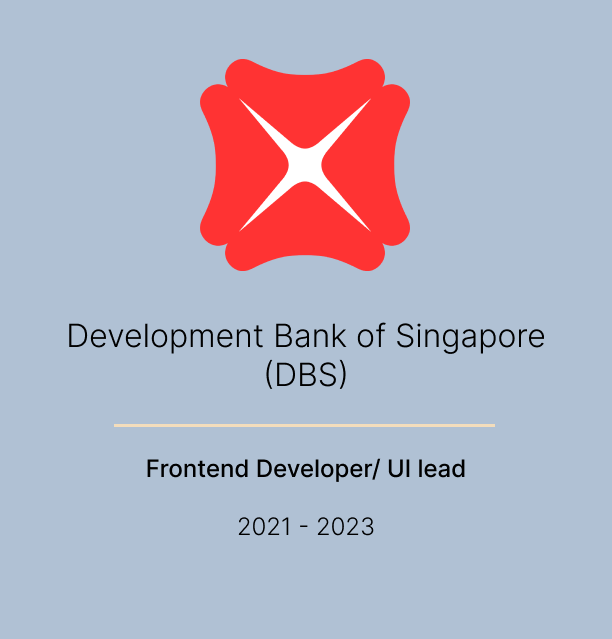 Development Bank of Singapore
(DBS)
Frontend Developer/ UI lead
2021 - 2023